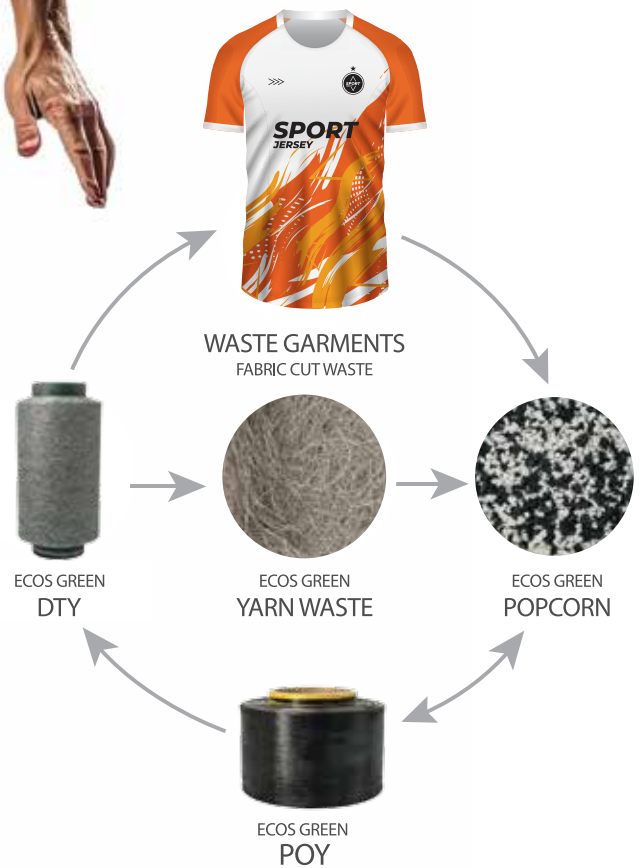 SPORT
SPORT
JERSEY
WASTE GARMENTS
FABRIC CUT WASTE
ECOS GREEN
DTY
ECOS GREEN
YARN WASTE
ECOS GREEN
POPCORN
ECOS GREEN
POY